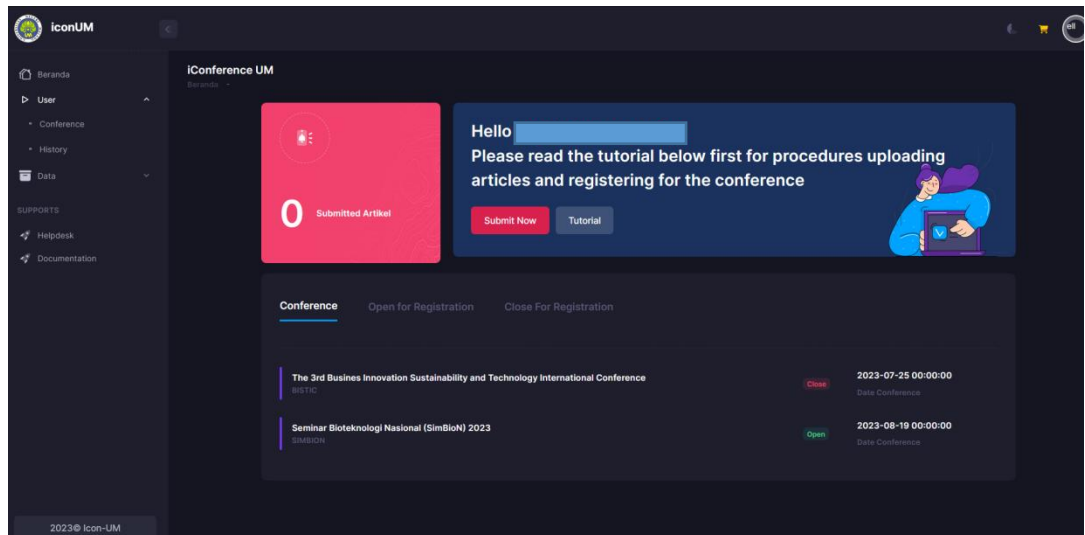 iconUM
ell
Beranda
User
Conference
History
Data
SUPPORTS
Helpdesk
Documentation
2023© Icon-UM
iConference UM
Beranda
0 Submitted Artikel
Hello
Please read the tutorial below first for procedures uploading
articles and registering for the conference
Submit Now Tutorial
Conference Open for Registration Close For Registration
The 3rd Busines Innovation Sustainability and Technology International Conference
BISTIC
Close
2023-07-25 00:00:00
Date Conference
Seminar Bioteknologi Nasional (SimBioN) 2023
SIMBION
Open
2023-08-19 00:00:00
Date Conference